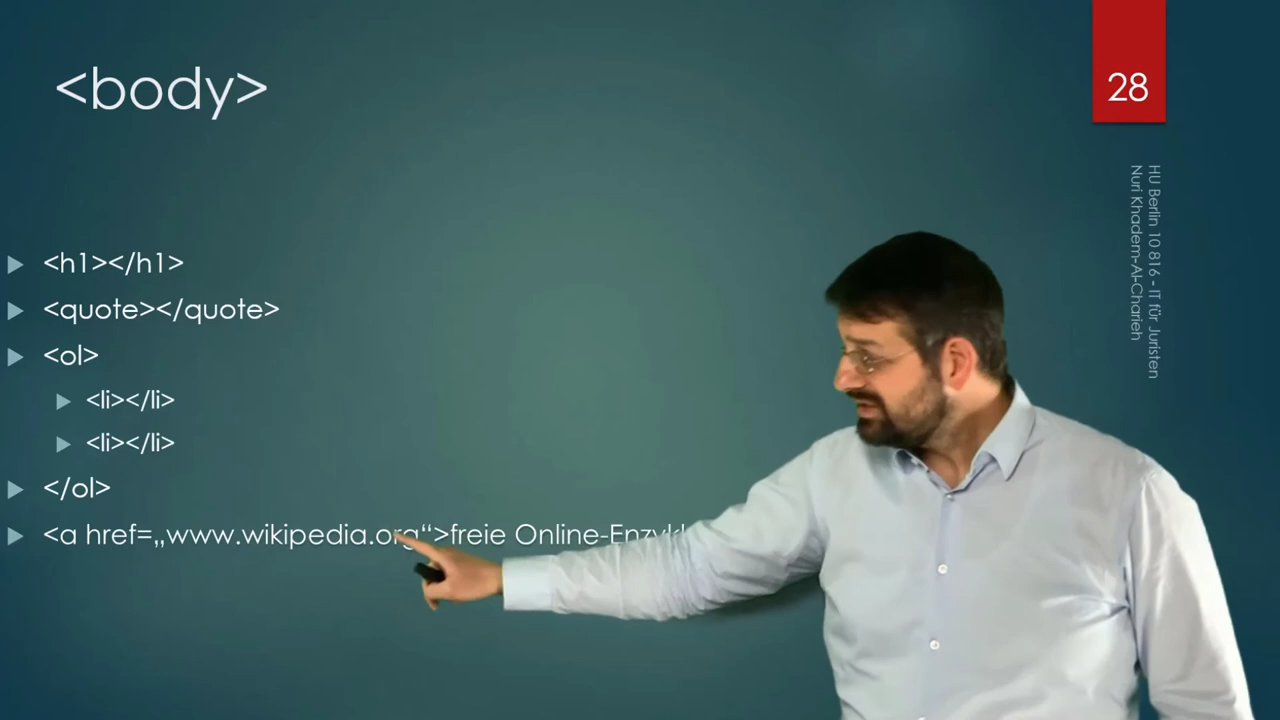 <body>
28
HU Berlin 10 816 - IT für Juristen
Nuri Khadem-Al-Charieh
<h1></h1>
<quote></quote>
<ol>
<li></li>
<li></li>
</ol>
<a href=„www.wikipedia.org“>freie